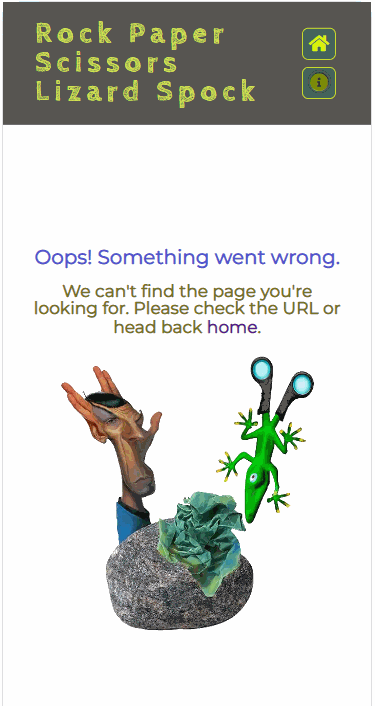 Rock Paper
Scissors
Lizard Spock
Oops! Something went wrong.
We can't find the page you're
looking for. Please check the URL or
head back home.